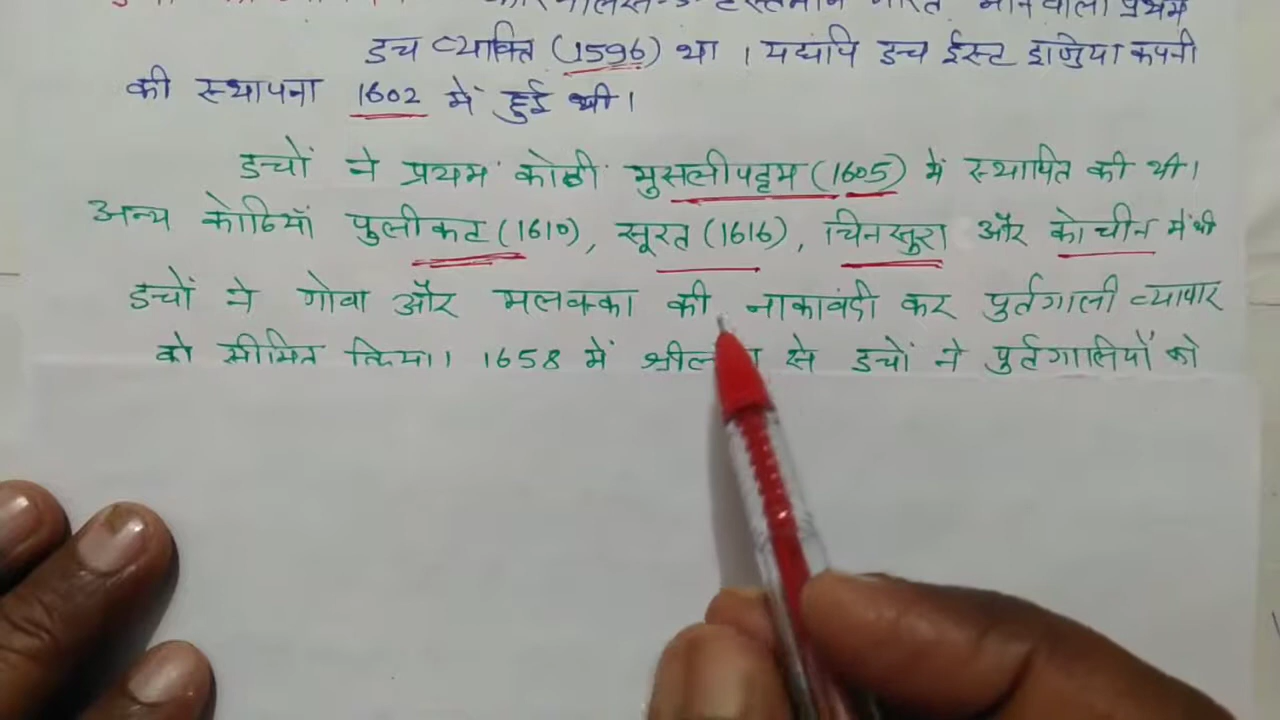 डच व्यक्ति (1596) था । यद्यपि डच ईस्ट इण्डिया कंपनी
की स्थापना 1602 में हुई थी।
डचों ने प्रथम कोठी मुसलीपट्टम (1605) में स्थापित की थी।
अन्य कोठियाँ पुलीकट (1610), सूरत (1616), चिनसुरा और कोचीन में थी
डचों ने गोवा और मलक्का की नाकावंदी कर पुर्तगाली व्यापार
को सीमित किया। 1658 में से डचों ने पुर्तगालियों को